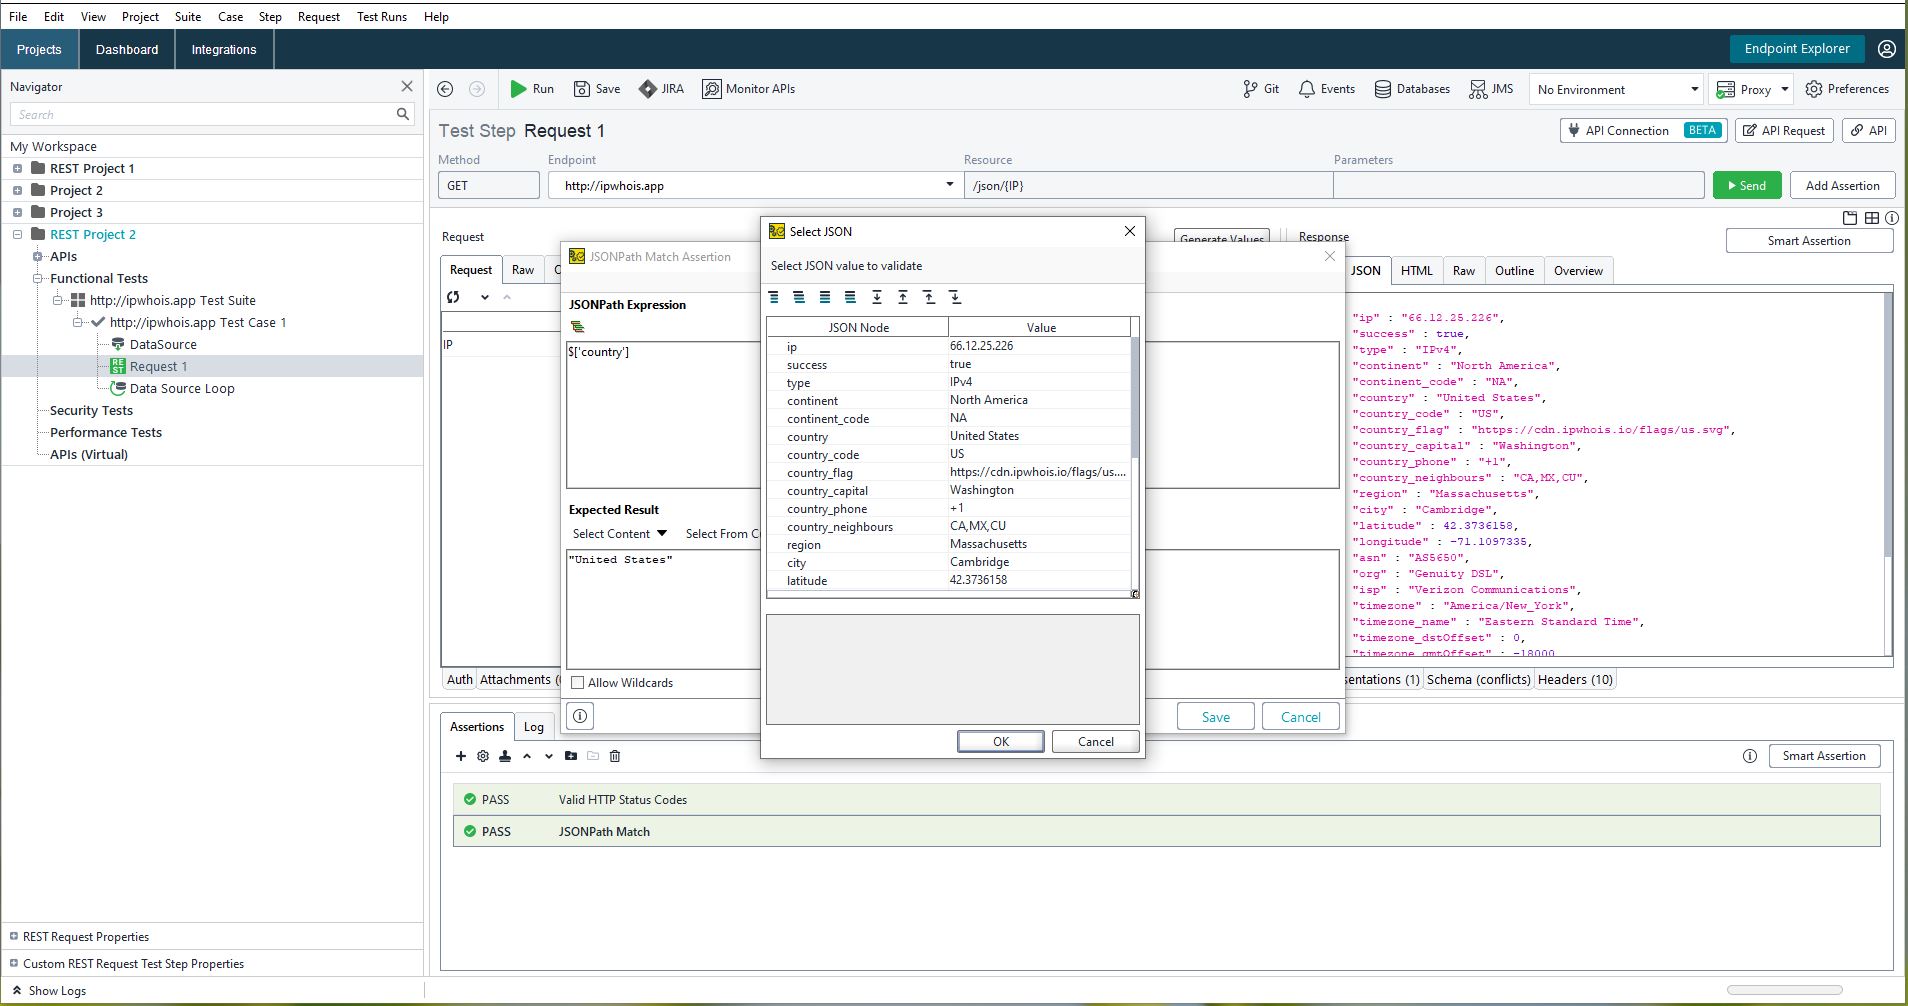 File Edit View Project Suite Case Step Request Test Runs Help
Projects Dashboard Integrations Endpoint Explorer
Navigator
Run Save JIRA Monitor APIs Git Events Databases JMS No Environment Proxy Preferences
Search
Test Step Request 1 API Connection BETA API Request API
My Workspace
REST Project 1
Project 2
Project 3
REST Project 2
APIs
Functional Tests
http://ipwhois.app Test Suite
http://ipwhois.app Test Case 1
DataSource
Request 1
Data Source Loop
Security Tests
Performance Tests
APIs (Virtual)
Method Endpoint Resource Parameters
GET http://ipwhois.app /json/{IP} Send Add Assertion
Request Generate Values Response
Smart Assertion
Request Raw
IP
Auth Attachments
JSONPath Match Assertion
JSONPath Expression
$['country']
Expected Result
Select Content Select From
"United States"
Allow Wildcards
Save Cancel
Select JSON
Select JSON value to validate
JSON Node Value
ip 66.12.25.226
success true
type IPv4
continent North America
continent_code NA
country United States
country_code US
country_flag https://cdn.ipwhois.io/flags/us....
country_capital Washington
country_phone +1
country_neighbours CA,MX,CU
region Massachusetts
city Cambridge
latitude 42.3736158
OK Cancel
JSON HTML Raw Outline Overview
"ip" : "66.12.25.226",
"success" : true,
"type" : "IPv4",
"continent" : "North America",
"continent_code" : "NA",
"country" : "United States",
"country_code" : "US",
"country_flag" : "https://cdn.ipwhois.io/flags/us.svg",
"country_capital" : "Washington",
"country_phone" : "+1",
"country_neighbours" : "CA,MX,CU",
"region" : "Massachusetts",
"city" : "Cambridge",
"latitude" : 42.3736158,
"longitude" : -71.1097335,
"asn" : "AS5650",
"org" : "Genuity DSL",
"isp" : "Verizon Communications",
"timezone" : "America/New_York",
"timezone_name" : "Eastern Standard Time",
"timezone_dstOffset" : 0,
"timezone_gmtOffset" : -18000
sentations (1) Schema (conflicts) Headers (10)
Assertions Log
Smart Assertion
PASS Valid HTTP Status Codes
PASS JSONPath Match
REST Request Properties
Custom REST Request Test Step Properties
Show Logs